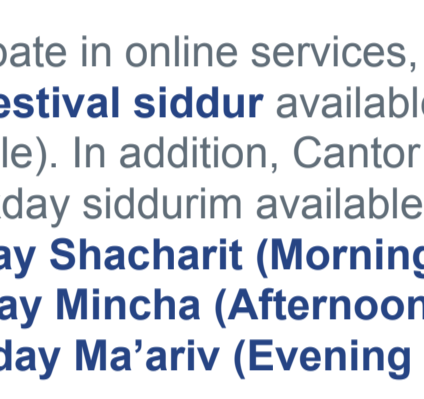 pate in online services,
estival siddur available
le). In addition, Cantor
day siddurim available
ay Shacharit (Morning
ay Mincha (Afternoon
day Ma’ariv (Evening